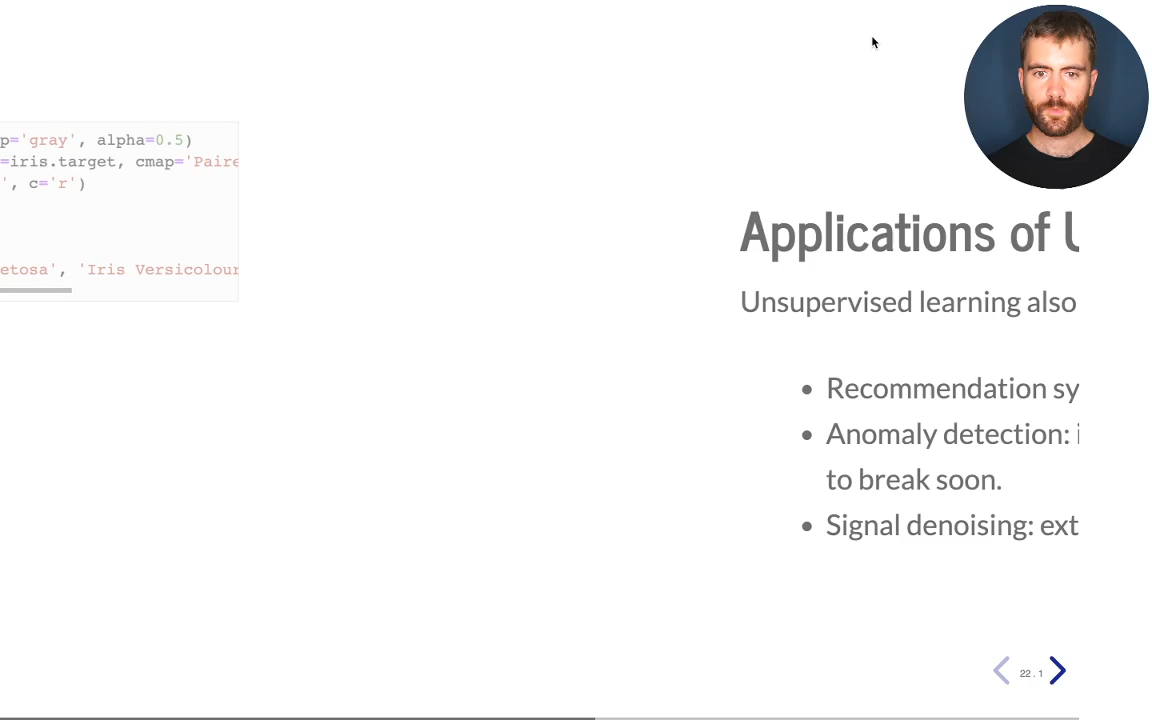 p='gray', alpha=0.5)
=iris.target, cmap='Paire
', c='r')
etosa', 'Iris Versicolour
Applications of
Unsupervised learning also
Recommendation sy
Anomaly detection:
to break soon.
Signal denoising: ext
22 . 1